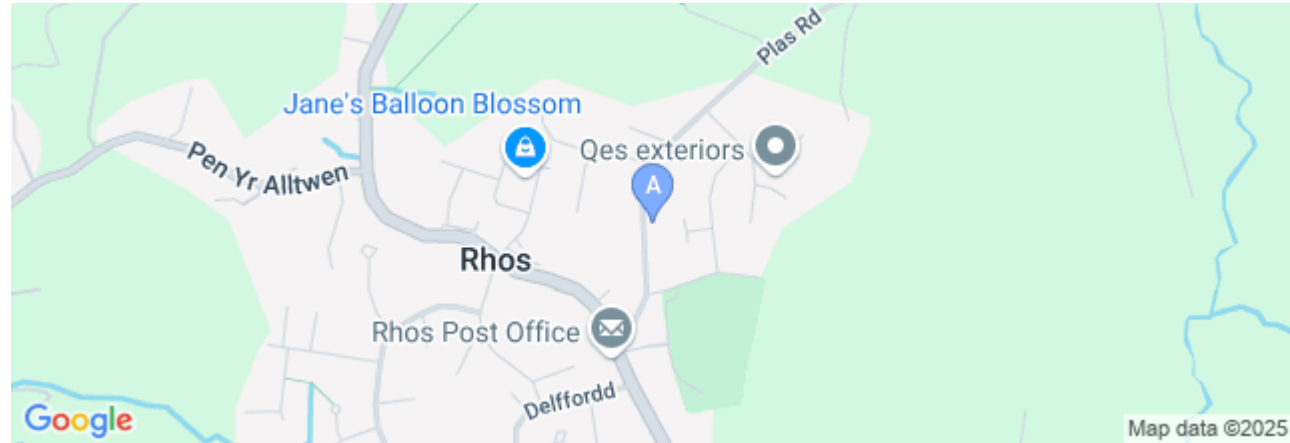 Plas Rd
Jane's Balloon Blossom
Qes exteriors
Pen Yr Alltwen
A
Rhos
Rhos Post Office
Delffordd
Google
Map data ©2025